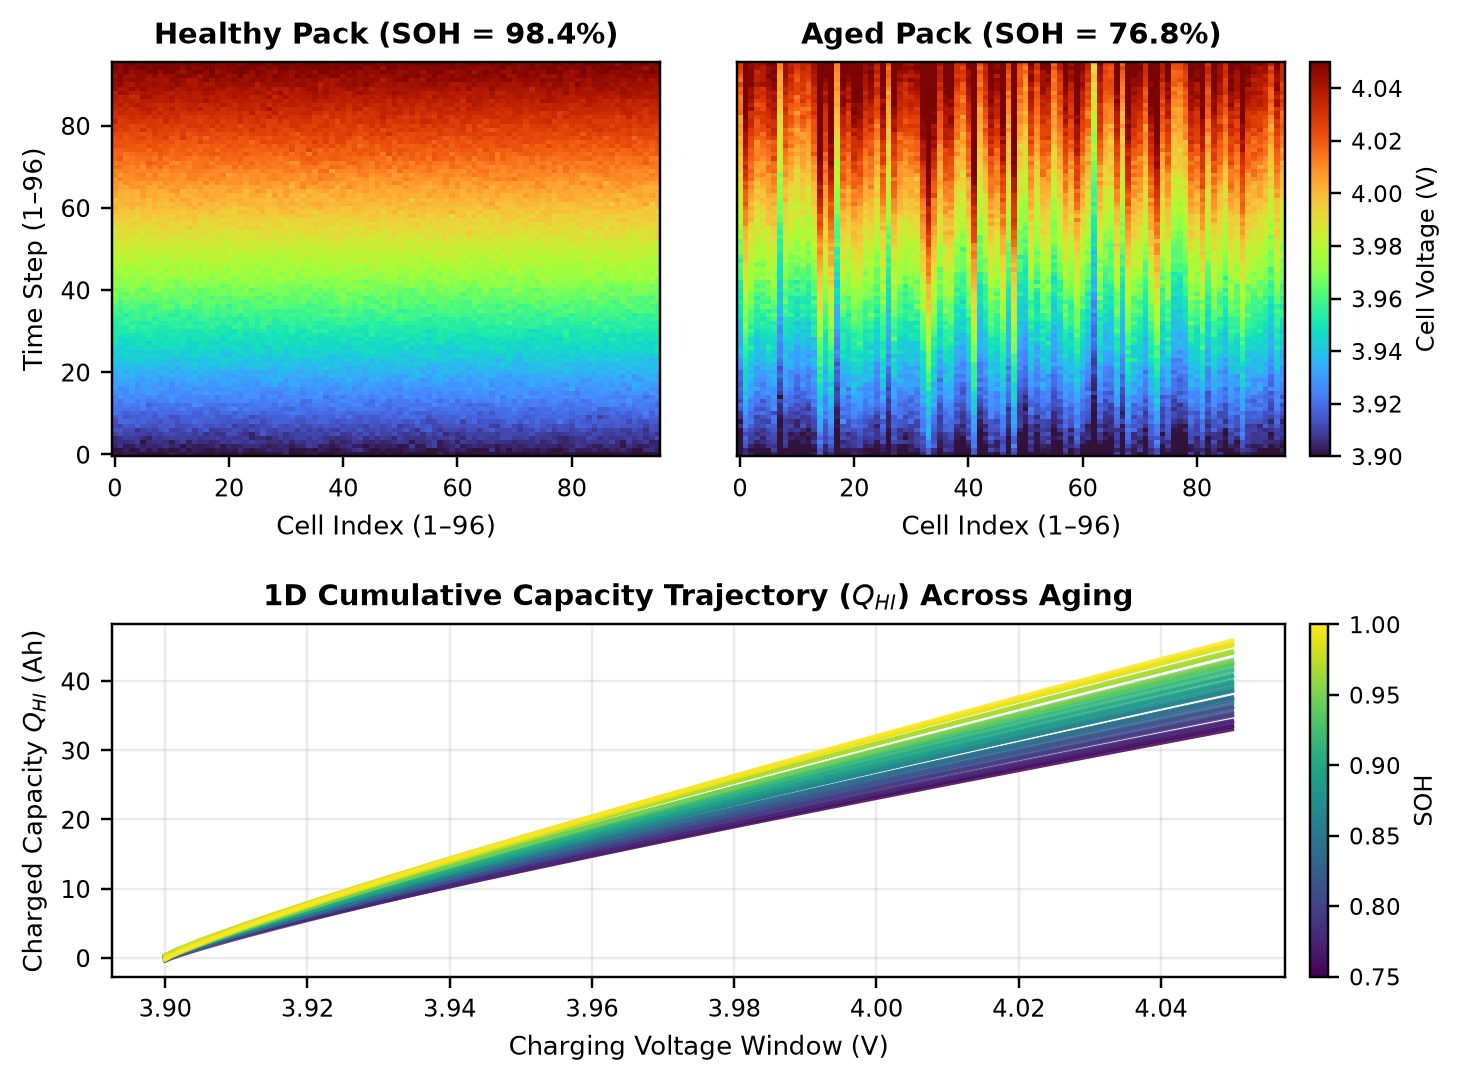 Healthy Pack (SOH = 98.4%)
Aged Pack (SOH = 76.8%)
Time Step (1–96)
80
60
40
20
0
0 20 40 60 80
Cell Index (1–96)
0 20 40 60 80
Cell Index (1–96)
4.04
4.02
4.00
3.98
3.96
3.94
3.92
3.90
Cell Voltage (V)
1D Cumulative Capacity Trajectory (Q_HI) Across Aging
Charged Capacity Q_HI (Ah)
40
30
20
10
0
3.90 3.92 3.94 3.96 3.98 4.00 4.02 4.04
Charging Voltage Window (V)
1.00
0.95
0.90
0.85
0.80
0.75
SOH